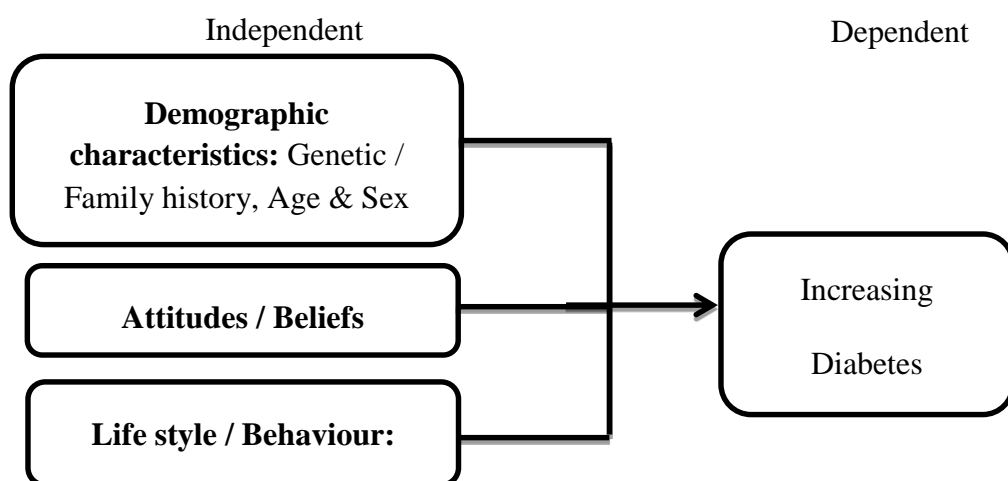 Independent
Dependent
Demographic
characteristics: Genetic /
Family history, Age & Sex
Attitudes / Beliefs
Life style / Behaviour:
Increasing
Diabetes